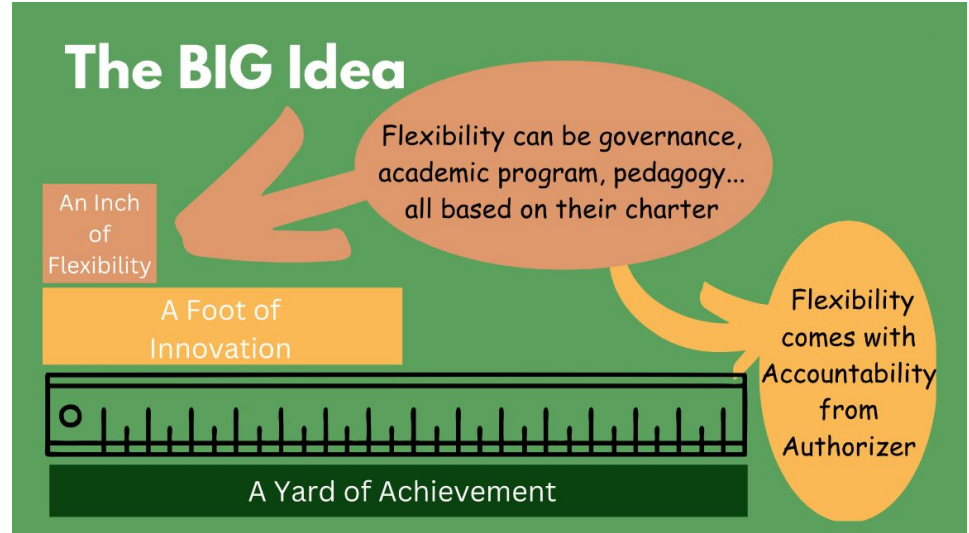 The BIG Idea
Flexibility can be governance,
academic program, pedagogy...
all based on their charter
An Inch
of
Flexibility
A Foot of
Innovation
Flexibility
comes with
Accountability
from
Authorizer
A Yard of Achievement